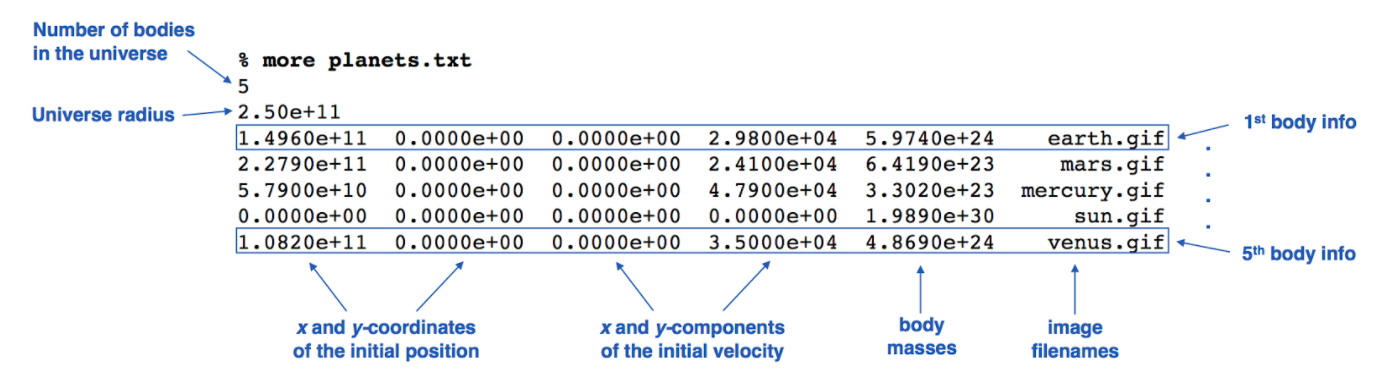 Number of bodies
in the universe
% more planets.txt
5
Universe radius
2.50e+11
1.4960e+11 0.0000e+00 0.0000e+00 2.9800e+04 5.9740e+24 earth.gif
1st body info
2.2790e+11 0.0000e+00 0.0000e+00 2.4100e+04 6.4190e+23 mars.gif
5.7900e+10 0.0000e+00 0.0000e+00 4.7900e+04 3.3020e+23 mercury.gif
0.0000e+00 0.0000e+00 0.0000e+00 0.0000e+00 1.9890e+30 sun.gif
1.0820e+11 0.0000e+00 0.0000e+00 3.5000e+04 4.8690e+24 venus.gif
5th body info
x and y-coordinates
of the initial position
x and y-components
of the initial velocity
body
masses
image
filenames